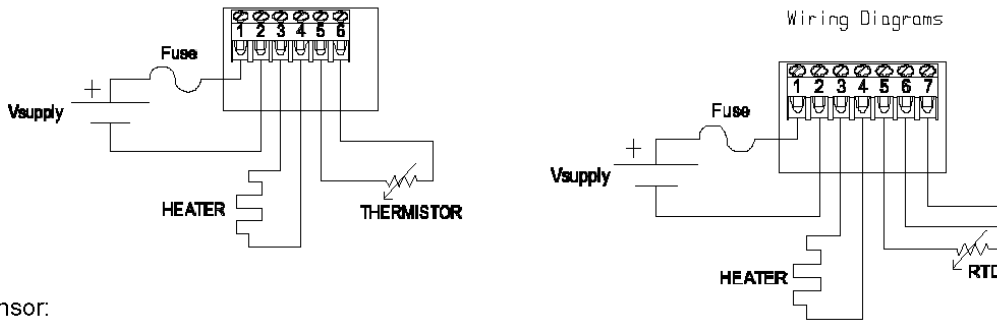 Wiring Diagrams
1 2 3 4 5 6
Fuse
Vsupply
+
HEATER
THERMISTOR
1 2 3 4 5 6 7
Fuse
Vsupply
+
HEATER
RTD
nsor: